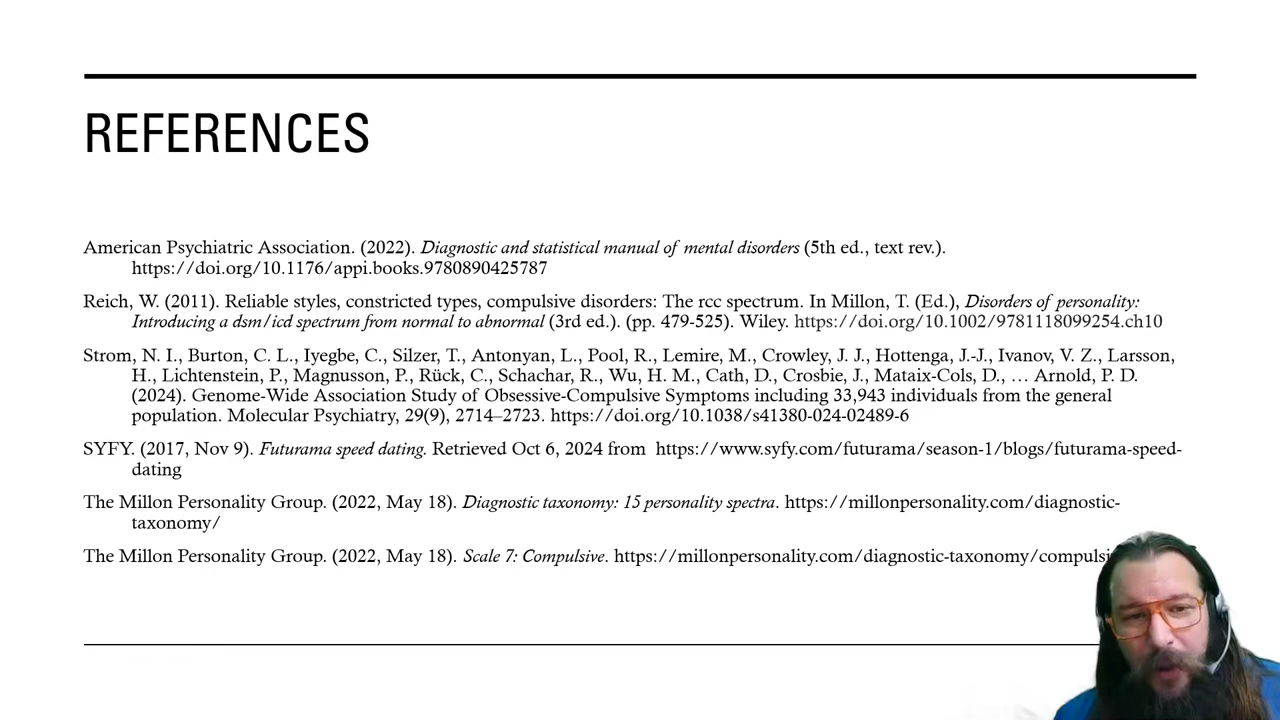 REFERENCES
American Psychiatric Association. (2022). Diagnostic and statistical manual of mental disorders (5th ed., text rev.).
https://doi.org/10.1176/appi.books.9780890425787
Reich, W. (2011). Reliable styles, constricted types, compulsive disorders: The rcc spectrum. In Millon, T. (Ed.), Disorders of personality:
Introducing a dsm/icd spectrum from normal to abnormal (3rd ed.). (pp. 479-525). Wiley. https://doi.org/10.1002/9781118099254.ch10
Strom, N. I., Burton, C. L., Iyegbe, C., Silzer, T., Antonyan, L., Pool, R., Lemire, M., Crowley, J. J., Hottenga, J.-J., Ivanov, V. Z., Larsson,
H., Lichtenstein, P., Magnusson, P., Rück, C., Schachar, R., Wu, H. M., Cath, D., Crosbie, J., Mataix-Cols, D., … Arnold, P. D.
(2024). Genome-Wide Association Study of Obsessive-Compulsive Symptoms including 33,943 individuals from the general
population. Molecular Psychiatry, 29(9), 2714–2723. https://doi.org/10.1038/s41380-024-02489-6
SYFY. (2017, Nov 9). Futurama speed dating. Retrieved Oct 6, 2024 from https://www.syfy.com/futurama/season-1/blogs/futurama-speed-
dating
The Millon Personality Group. (2022, May 18). Diagnostic taxonomy: 15 personality spectra. https://millonpersonality.com/diagnostic-
taxonomy/
The Millon Personality Group. (2022, May 18). Scale 7: Compulsive. https://millonpersonality.com/diagnostic-taxonomy/compulsi